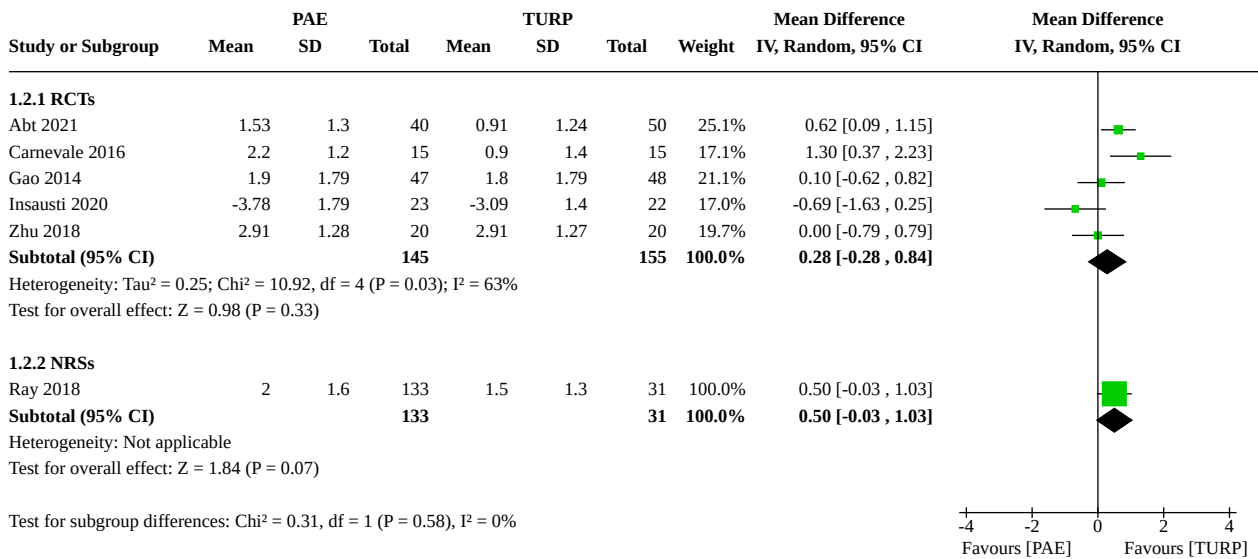 PAE TURP Mean Difference Mean Difference
Study or Subgroup Mean SD Total Mean SD Total Weight IV, Random, 95% CI IV, Random, 95% CI
1.2.1 RCTs
Abt 2021 1.53 1.3 40 0.91 1.24 50 25.1% 0.62 [0.09 , 1.15]
Carnevale 2016 2.2 1.2 15 0.9 1.4 15 17.1% 1.30 [0.37 , 2.23]
Gao 2014 1.9 1.79 47 1.8 1.79 48 21.1% 0.10 [-0.62 , 0.82]
Insausti 2020 -3.78 1.79 23 -3.09 1.4 22 17.0% -0.69 [-1.63 , 0.25]
Zhu 2018 2.91 1.28 20 2.91 1.27 20 19.7% 0.00 [-0.79 , 0.79]
Subtotal (95% CI) 145 155 100.0% 0.28 [-0.28 , 0.84]
Heterogeneity: Tau² = 0.25; Chi² = 10.92, df = 4 (P = 0.03); I² = 63%
Test for overall effect: Z = 0.98 (P = 0.33)
1.2.2 NRSs
Ray 2018 2 1.6 133 1.5 1.3 31 100.0% 0.50 [-0.03 , 1.03]
Subtotal (95% CI) 133 31 100.0% 0.50 [-0.03 , 1.03]
Heterogeneity: Not applicable
Test for overall effect: Z = 1.84 (P = 0.07)
Test for subgroup differences: Chi² = 0.31, df = 1 (P = 0.58), I² = 0%
-4 -2 0 2 4
Favours [PAE] Favours [TURP]